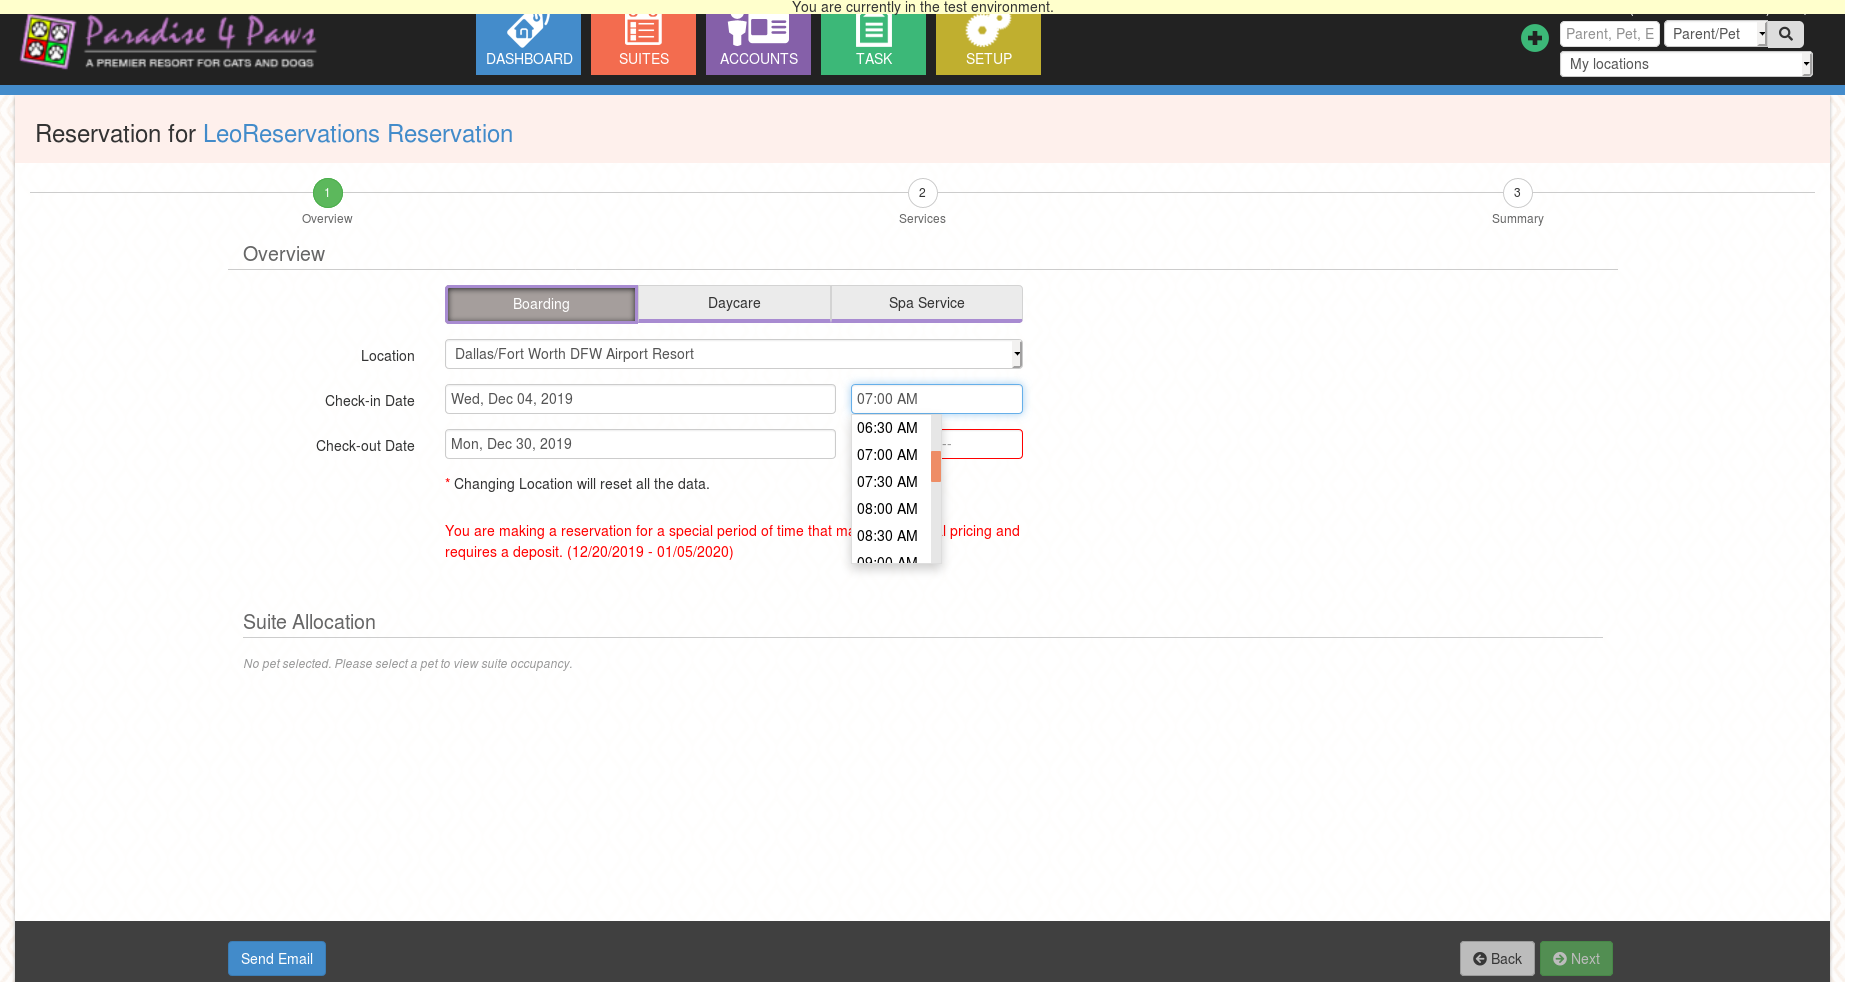 You are currently in the test environment.
Paradise 4 Paws
A PREMIER RESORT FOR CATS AND DOGS
DASHBOARD
SUITES
ACCOUNTS
TASK
SETUP
Parent, Pet, E
Parent/Pet
My locations
Reservation for LeoReservations Reservation
1
2
3
Overview
Services
Summary
Overview
Boarding
Daycare
Spa Service
Location
Dallas/Fort Worth DFW Airport Resort
Check-in Date
Wed, Dec 04, 2019
07:00 AM
Check-out Date
Mon, Dec 30, 2019
--
06:30 AM
07:00 AM
07:30 AM
08:00 AM
08:30 AM
09:00 AM
* Changing Location will reset all the data.
You are making a reservation for a special period of time that ma l pricing and
requires a deposit. (12/20/2019 - 01/05/2020)
Suite Allocation
No pet selected. Please select a pet to view suite occupancy.
Send Email
Back
Next